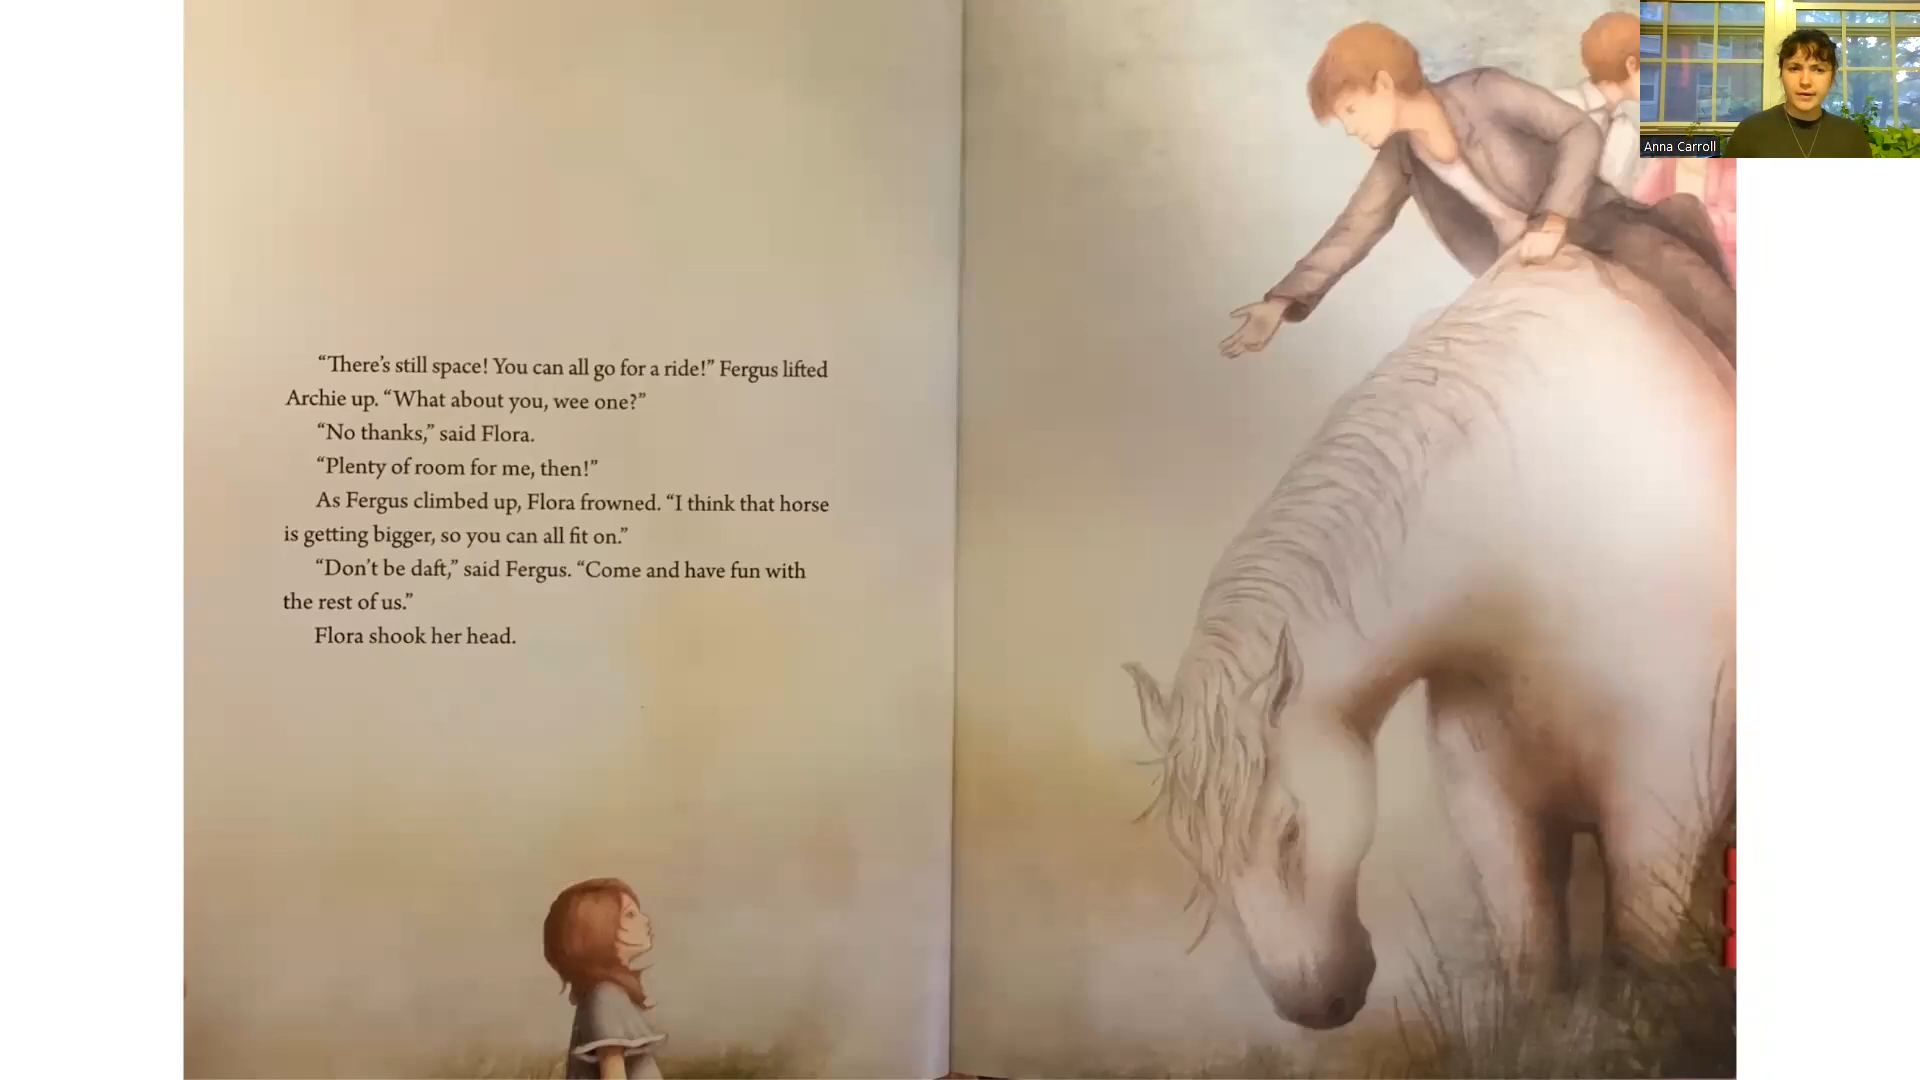 “There’s still space! You can all go for a ride!” Fergus lifted
Archie up. “What about you, wee one?”
“No thanks,” said Flora.
“Plenty of room for me, then!”
As Fergus climbed up, Flora frowned. “I think that horse
is getting bigger, so you can all fit on.”
“Don’t be daft,” said Fergus. “Come and have fun with
the rest of us.”
Flora shook her head.
Anna Carroll